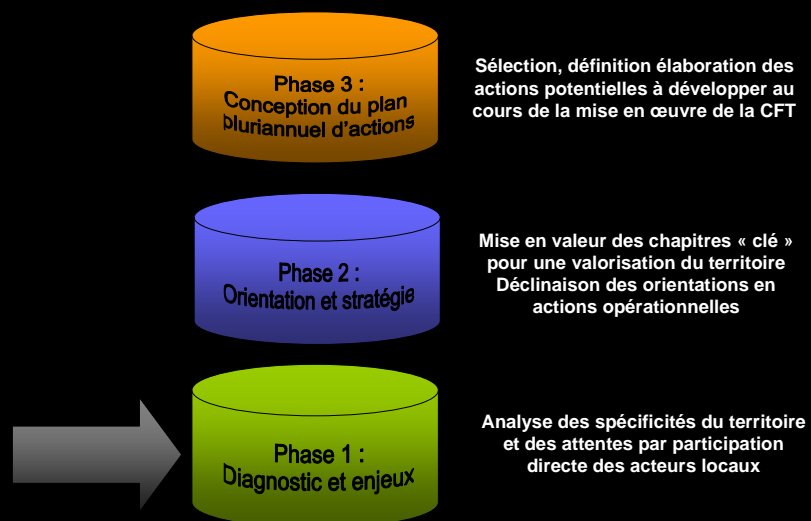 Phase 3 :
Conception du plan
pluriannuel d'actions
Sélection, définition élaboration des
actions potentielles à développer au
cours de la mise en œuvre de la CFT
Phase 2 :
Orientation et stratégie
Mise en valeur des chapitres « clé »
pour une valorisation du territoire
Déclinaison des orientations en
actions opérationnelles
Phase 1 :
Diagnostic et enjeux
Analyse des spécificités du territoire
et des attentes par participation
directe des acteurs locaux